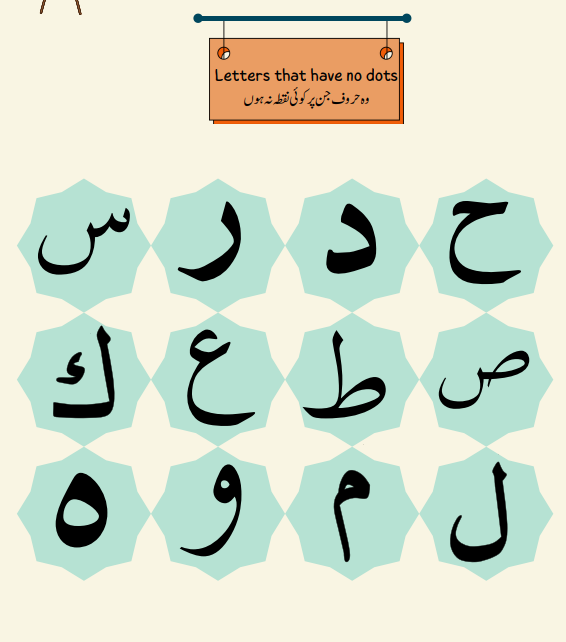 Letters that have no dots
وہ حروف جن پر کوئی نقطہ نہ ہوں
ح د ر س
ص ط ع ك
ل م و ه